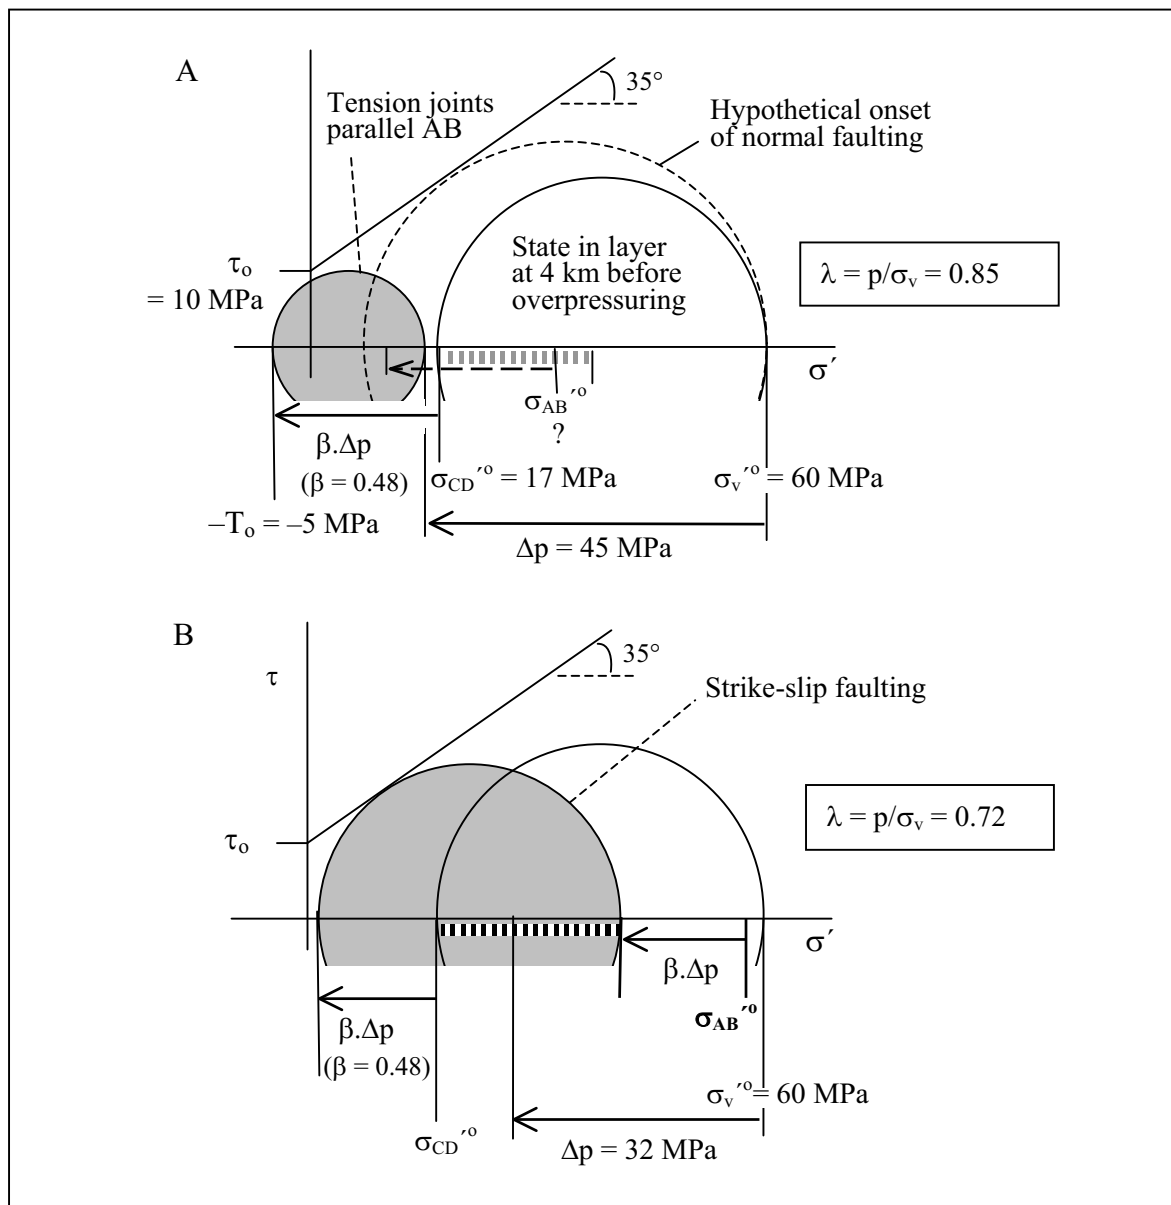 A
35°
Tension joints
parallel AB
Hypothetical onset
of normal faulting
τo
= 10 MPa
State in layer
at 4 km before
overpressuring
λ = p/σv = 0.85
σ´
σAB´º
?
β.Δp
(β = 0.48)
σCD´º = 17 MPa
σv´º = 60 MPa
–To = –5 MPa
Δp = 45 MPa
B
35°
τ
Strike-slip faulting
λ = p/σv = 0.72
τo
σ´
β.Δp
σAB´º
β.Δp
(β = 0.48)
σv´º = 60 MPa
σCD´º
Δp = 32 MPa